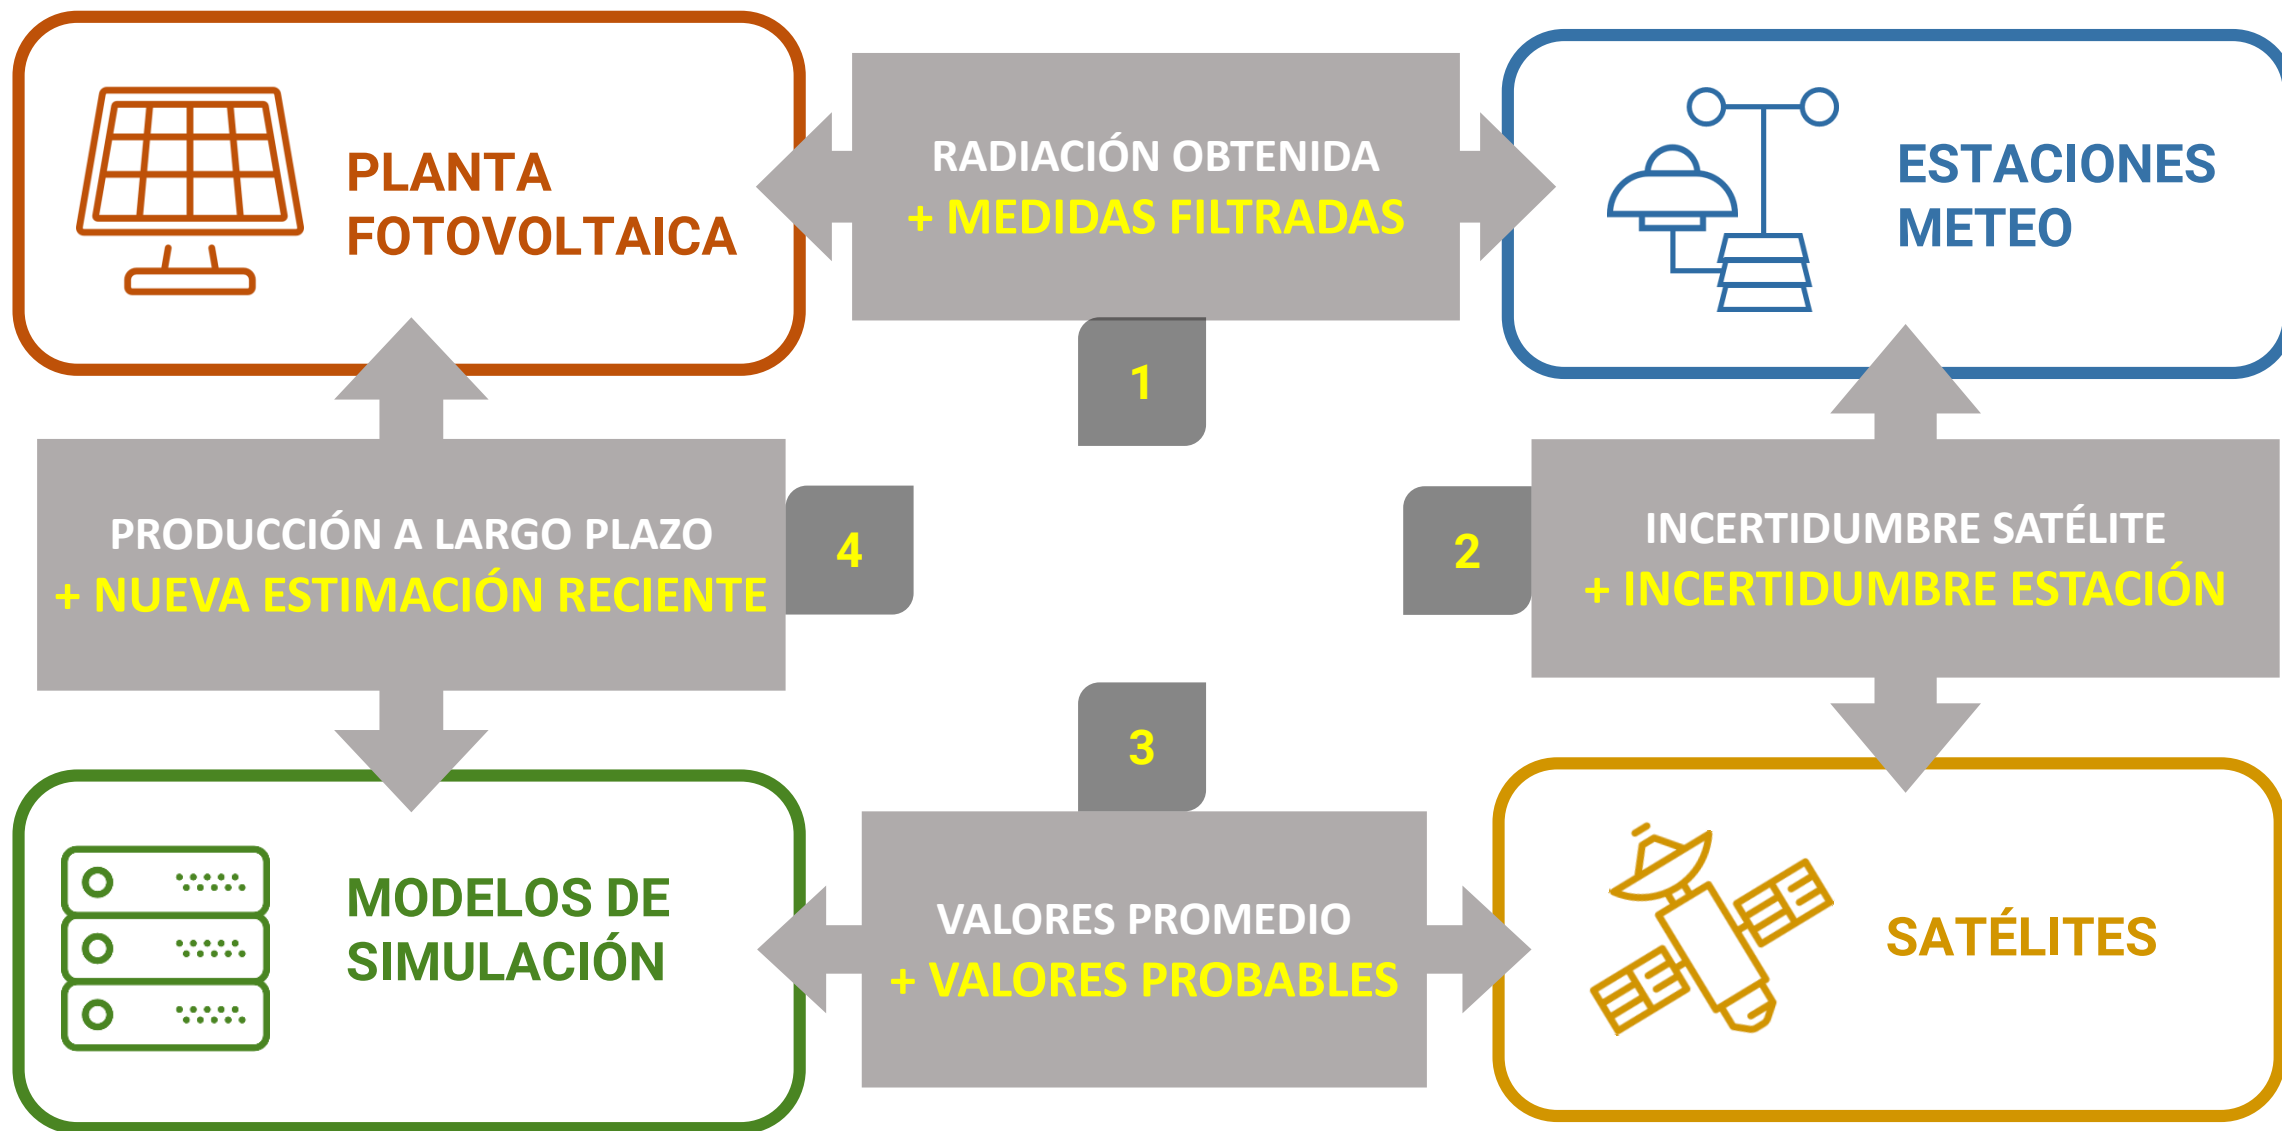 PLANTA
FOTOVOLTAICA
RADIACIÓN OBTENIDA
+ MEDIDAS FILTRADAS
ESTACIONES
METEO
1
PRODUCCIÓN A LARGO PLAZO
+ NUEVA ESTIMACIÓN RECIENTE
4
2
INCERTIDUMBRE SATÉLITE
+ INCERTIDUMBRE ESTACIÓN
3
MODELOS DE
SIMULACIÓN
VALORES PROMEDIO
+ VALORES PROBABLES
SATÉLITES